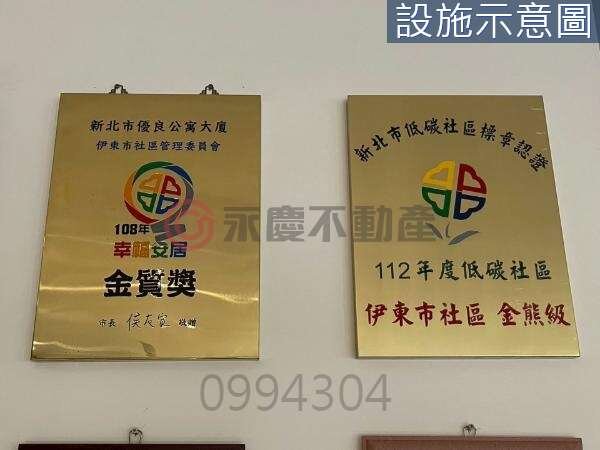 設施示意圖
新北市優良公寓大廈
伊東市社區管理委員會
108年
幸福安居
金質獎
市長 侯友宜 敬贈
新北市低碳社區標章認證
112年度低碳社區
伊東市社區 金熊級
永慶不動產
0994304